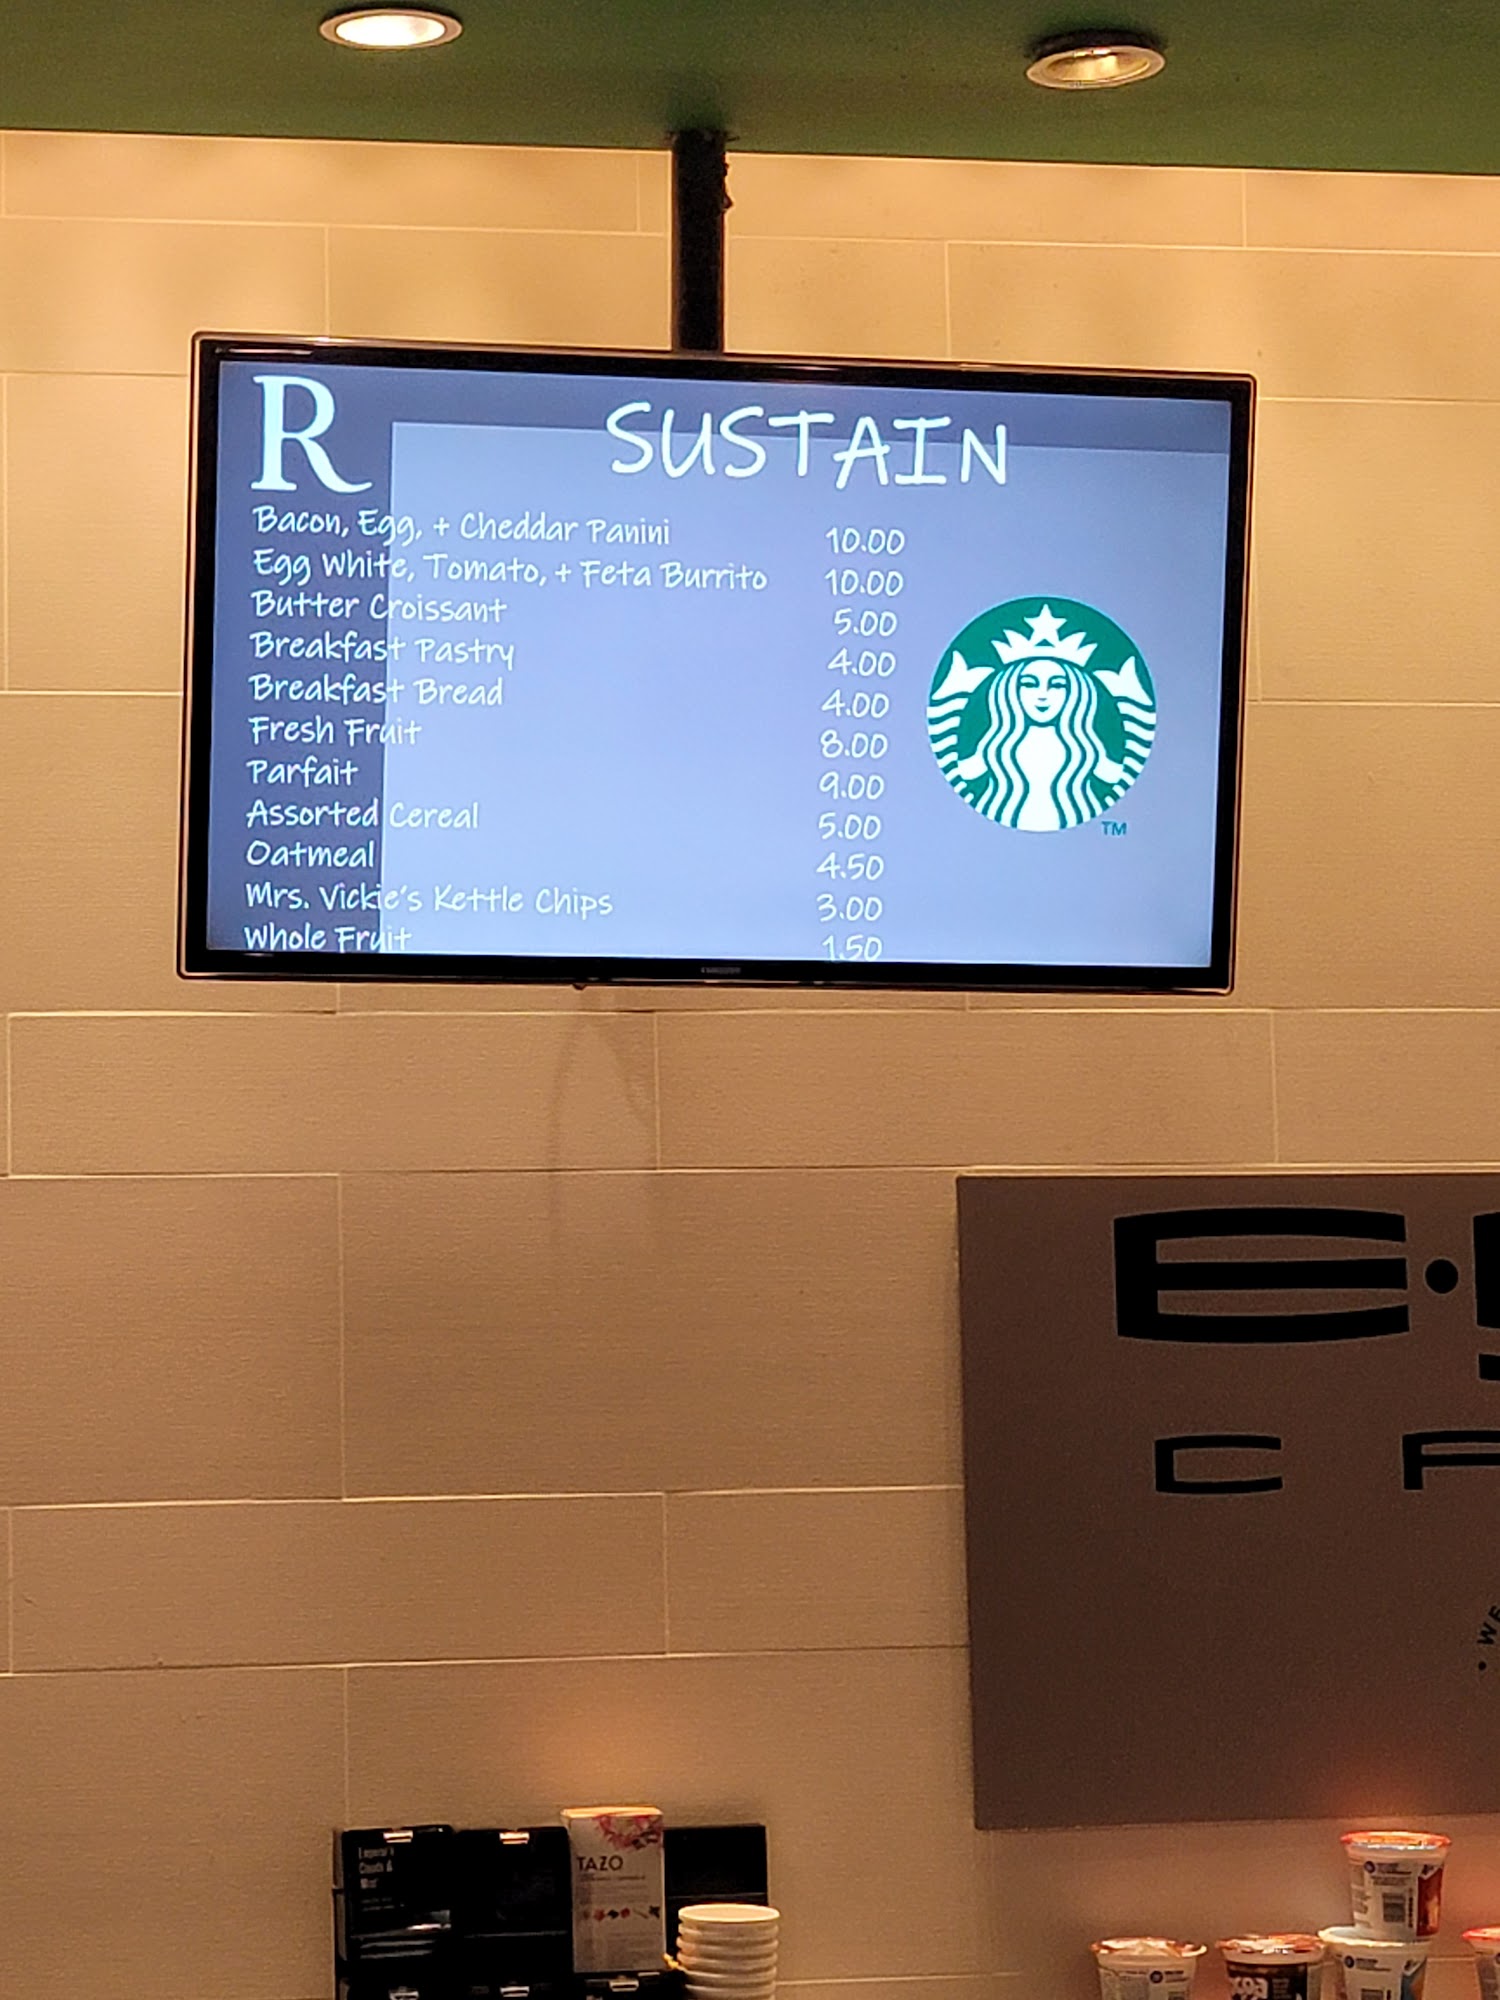 R
SUSTAIN
Bacon, Egg, + Cheddar Panini 10.00
Egg White, Tomato, + Feta Burrito 10.00
Butter Croissant 5.00
Breakfast Pastry 4.00
Breakfast Bread 4.00
Fresh Fruit 8.00
Parfait 9.00
Assorted Cereal 5.00
Oatmeal 4.50
Mrs. Vickie's Kettle Chips 3.00
Whole Fruit 1.50
TM
TAZO